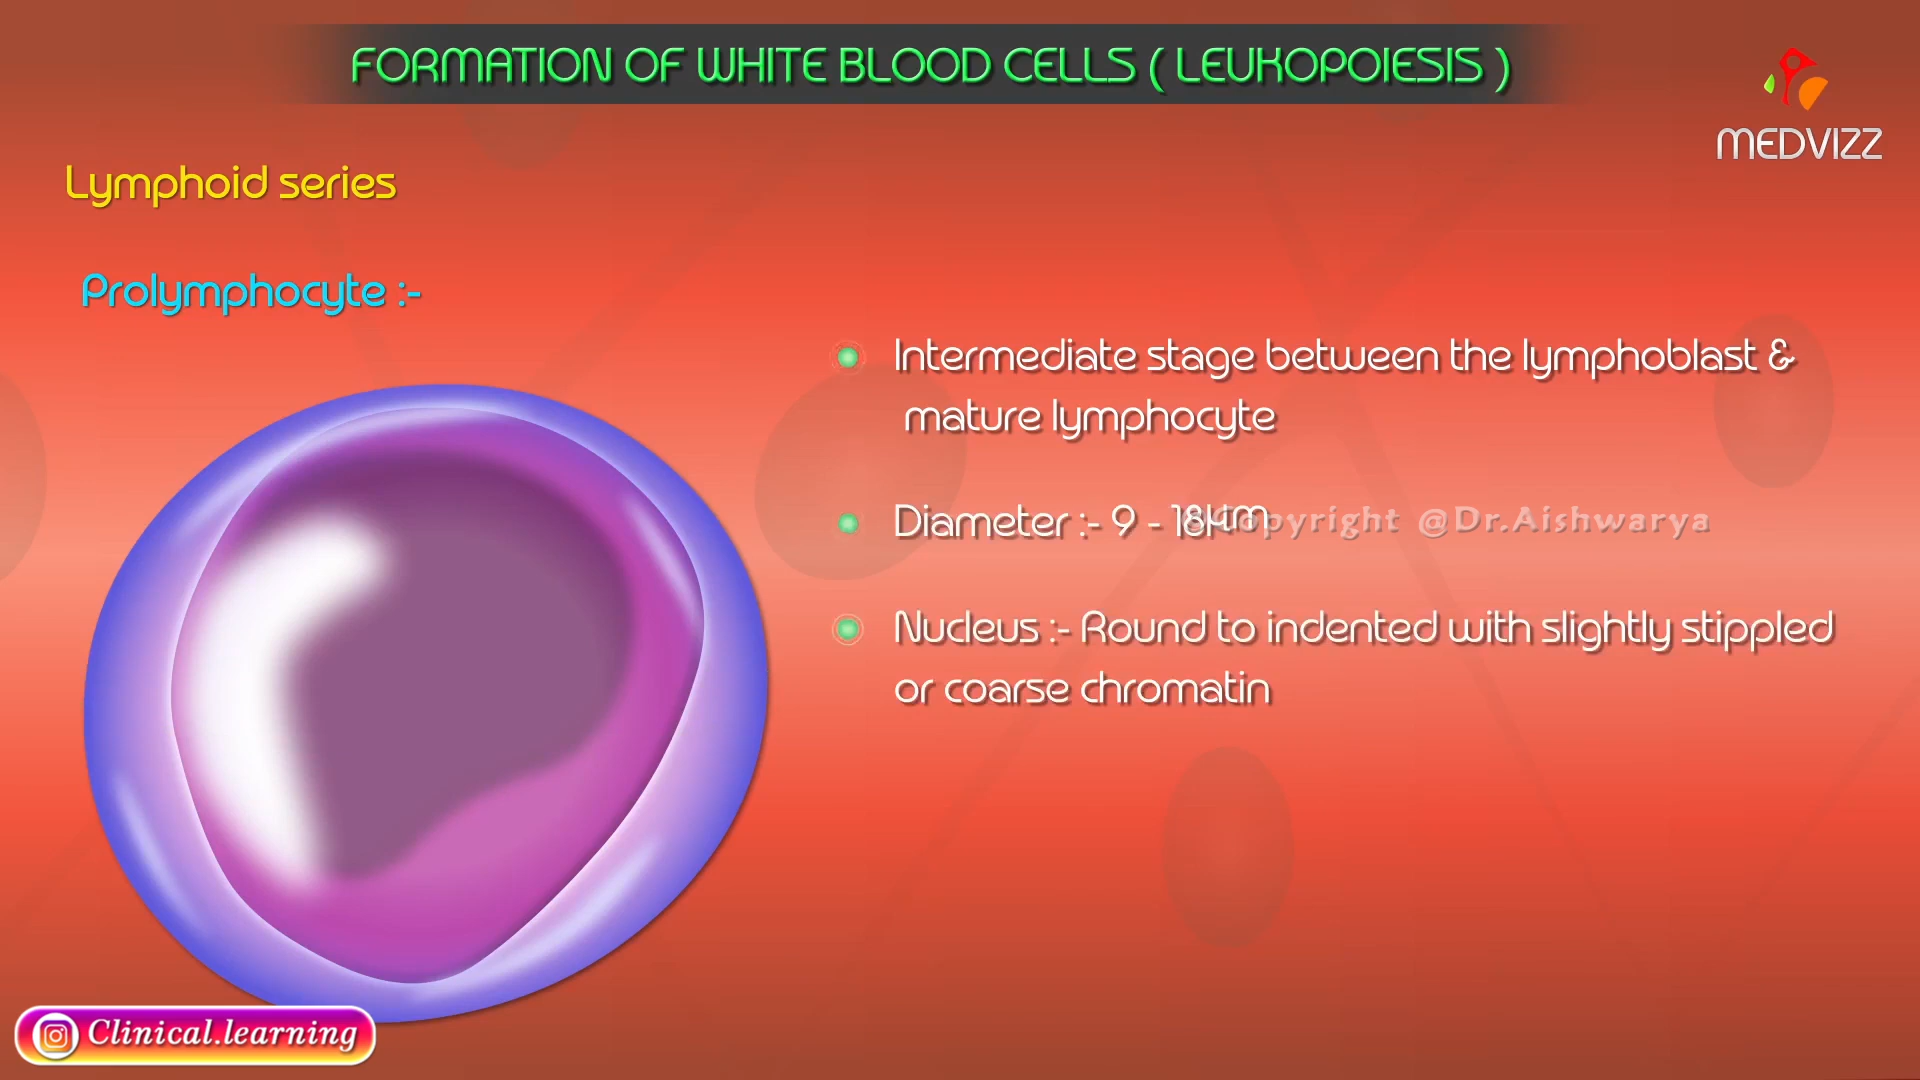 FORMATION OF WHITE BLOOD CELLS ( LEUKOPOIESIS )
MEDVIZZ
Lymphoid series
Prolymphocyte :-
Intermediate stage between the lymphoblast &
mature lymphocyte
Diameter :- 9 - 18µm
©Copyright @Dr.Aishwarya
Nucleus :- Round to indented with slightly stippled
or coarse chromatin
Clinical.learning